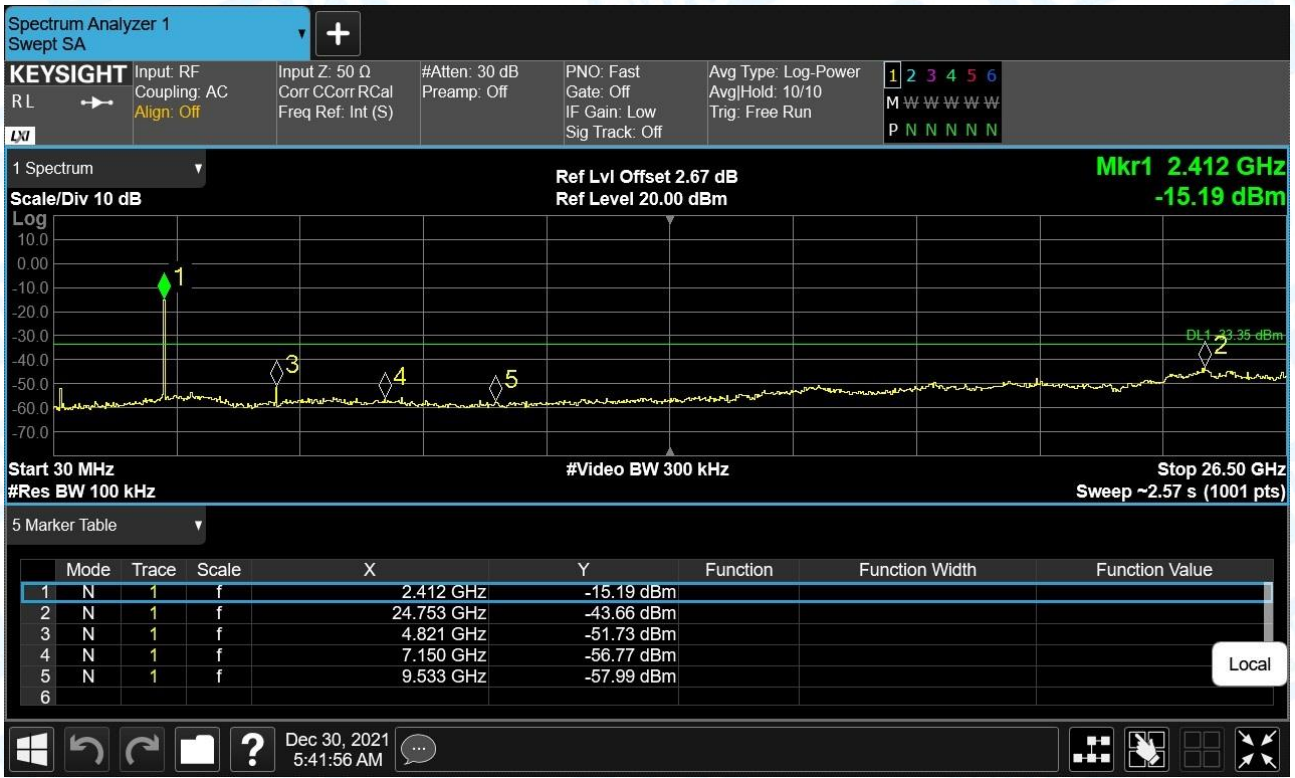 Spectrum Analyzer 1
Swept SA
+
KEYSIGHT
RL
LXI
Input: RF
Coupling: AC
Align: Off
Input Z: 50 Ω
Corr CCorr RCal
Freq Ref: Int (S)
#Atten: 30 dB
Preamp: Off
PNO: Fast
Gate: Off
IF Gain: Low
Sig Track: Off
Avg Type: Log-Power
Avg|Hold: 10/10
Trig: Free Run
1 2 3 4 5 6
M W W W W W
P N N N N N
1 Spectrum
Scale/Div 10 dB
Ref Lvl Offset 2.67 dB
Ref Level 20.00 dBm
Mkr1 2.412 GHz
-15.19 dBm
Log
10.0
0.00
-10.0
-20.0
-30.0
-40.0
-50.0
-60.0
-70.0
1
3
4
5
DL1 -33.35 dBm
2
Start 30 MHz
#Res BW 100 kHz
#Video BW 300 kHz
Stop 26.50 GHz
Sweep ~2.57 s (1001 pts)
5 Marker Table
Mode Trace Scale X Y Function Function Width Function Value
1 N 1 f 2.412 GHz -15.19 dBm
2 N 1 f 24.753 GHz -43.66 dBm
3 N 1 f 4.821 GHz -51.73 dBm
4 N 1 f 7.150 GHz -56.77 dBm
5 N 1 f 9.533 GHz -57.99 dBm
6
Local
?
Dec 30, 2021
5:41:56 AM